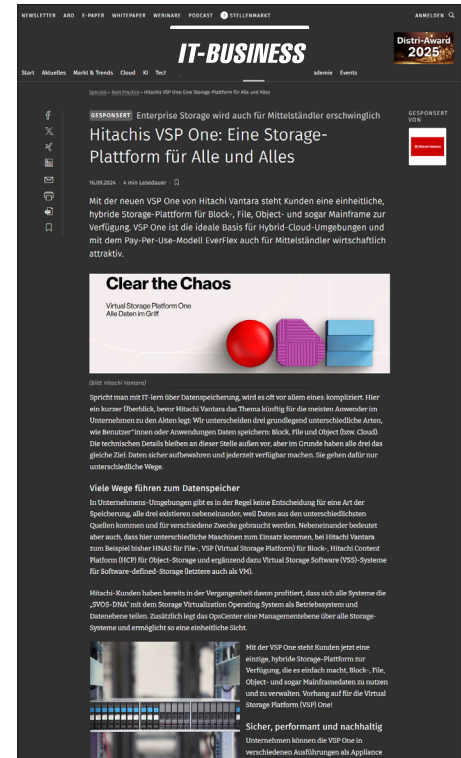 NEWSLETTER ABO E-PAPER WHITEPAPER WEBINARE PODCAST STELLENMARKT ANMELDEN
IT-BUSINESS
Distri-Award
2025
Start Aktuelles Markt & Trends Cloud KI Tec ademie Events
Specials › Best Practice › Hitachis VSP One: Eine Storage-Plattform für Alle und Alles
GESPONSERT Enterprise Storage wird auch für Mittelständler erschwinglich
GESPONSERT
VON
Hitachi Vantara
Hitachis VSP One: Eine Storage-
Plattform für Alle und Alles
16.09.2024 · 4 min Lesedauer ·
Mit der neuen VSP One von Hitachi Vantara steht Kunden eine einheitliche,
hybride Storage-Plattform für Block-, File, Object- und sogar Mainframe zur
Verfügung. VSP One ist die ideale Basis für Hybrid-Cloud-Umgebungen und
mit dem Pay-Per-Use-Modell EverFlex auch für Mittelständler wirtschaftlich
attraktiv.
Clear the Chaos
Virtual Storage Platform One
Alle Daten im Griff
(Bild: Hitachi Vantara)
Spricht man mit IT-lern über Datenspeicherung, wird es oft vor allem eines: kompliziert. Hier
ein kurzer Überblick, bevor Hitachi Vantara das Thema künftig für die meisten Anwender im
Unternehmen zu den Akten legt: Wir unterscheiden drei grundlegend unterschiedliche Arten,
wie Benutzer*innen oder Anwendungen Daten speichern: Block, File und Object (bzw. Cloud).
Die technischen Details bleiben an dieser Stelle außen vor, aber im Grunde haben alle drei das
gleiche Ziel: Daten sicher aufbewahren und jederzeit verfügbar machen. Sie gehen dafür nur
unterschiedliche Wege.
Viele Wege führen zum Datenspeicher
In Unternehmens-Umgebungen gibt es in der Regel keine Entscheidung für eine Art der
Speicherung, alle drei existieren nebeneinander, weil Daten aus den unterschiedlichsten
Quellen kommen und für verschiedene Zwecke gebraucht werden. Nebeneinander bedeutet
aber auch, dass hier unterschiedliche Maschinen zum Einsatz kommen, bei Hitachi Vantara
zum Beispiel bisher HNAS für File-, VSP (Virtual Storage Platform) für Block-, Hitachi Content
Platform (HCP) für Object-Storage und ergänzend dazu Virtual Storage Software (VSS)-Systeme
für Software-defined-Storage (letztere auch als VM).
Hitachi-Kunden haben bereits in der Vergangenheit davon profitiert, dass sich alle Systeme die
„SVOS-DNA“ mit dem Storage Virtualization Operating System als Betriebssystem und
Datenebene teilen. Zusätzlich legt das OpsCenter eine Managementebene über alle Storage-
Systeme und ermöglicht so eine einheitliche Sicht.
Mit der VSP One steht Kunden jetzt eine
einzige, hybride Storage-Plattform zur
Verfügung, die es einfach macht, Block-, File,
Object- und sogar Mainframedaten zu nutzen
und zu verwalten. Vorhang auf für die Virtual
Storage Platform (VSP) One!
Sicher, performant und nachhaltig
Unternehmen können die VSP One in
verschiedenen Ausführungen als Appliance